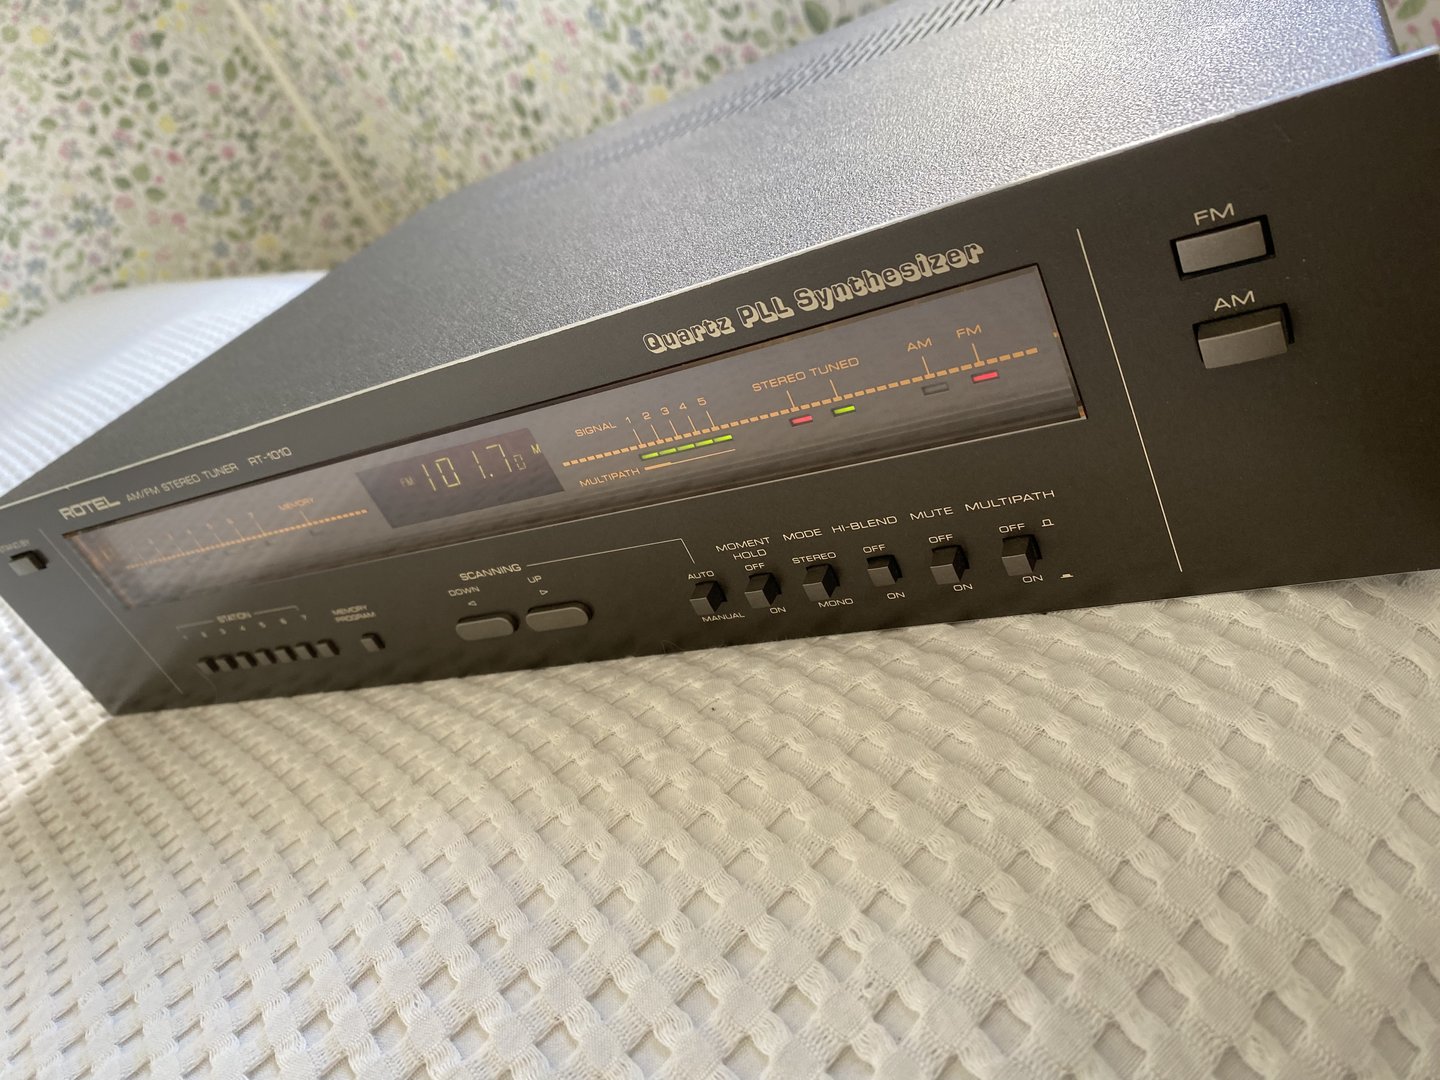 Quartz PLL Synthesizer
FM
AM
ROTEL AM/FM STEREO TUNER RT-1010
STANDBY
MEMORY
FM 101.70 M
SIGNAL 1 2 3 4 5
MULTIPATH
STEREO TUNED
AM FM
STATION
1 2 3 4 5 6 7
MEMORY
PROGRAM
SCANNING
DOWN UP
AUTO
MANUAL
MOMENT
HOLD
OFF
ON
MODE
STEREO
MONO
HI-BLEND
OFF
ON
MUTE
OFF
ON
MULTIPATH
OFF
ON